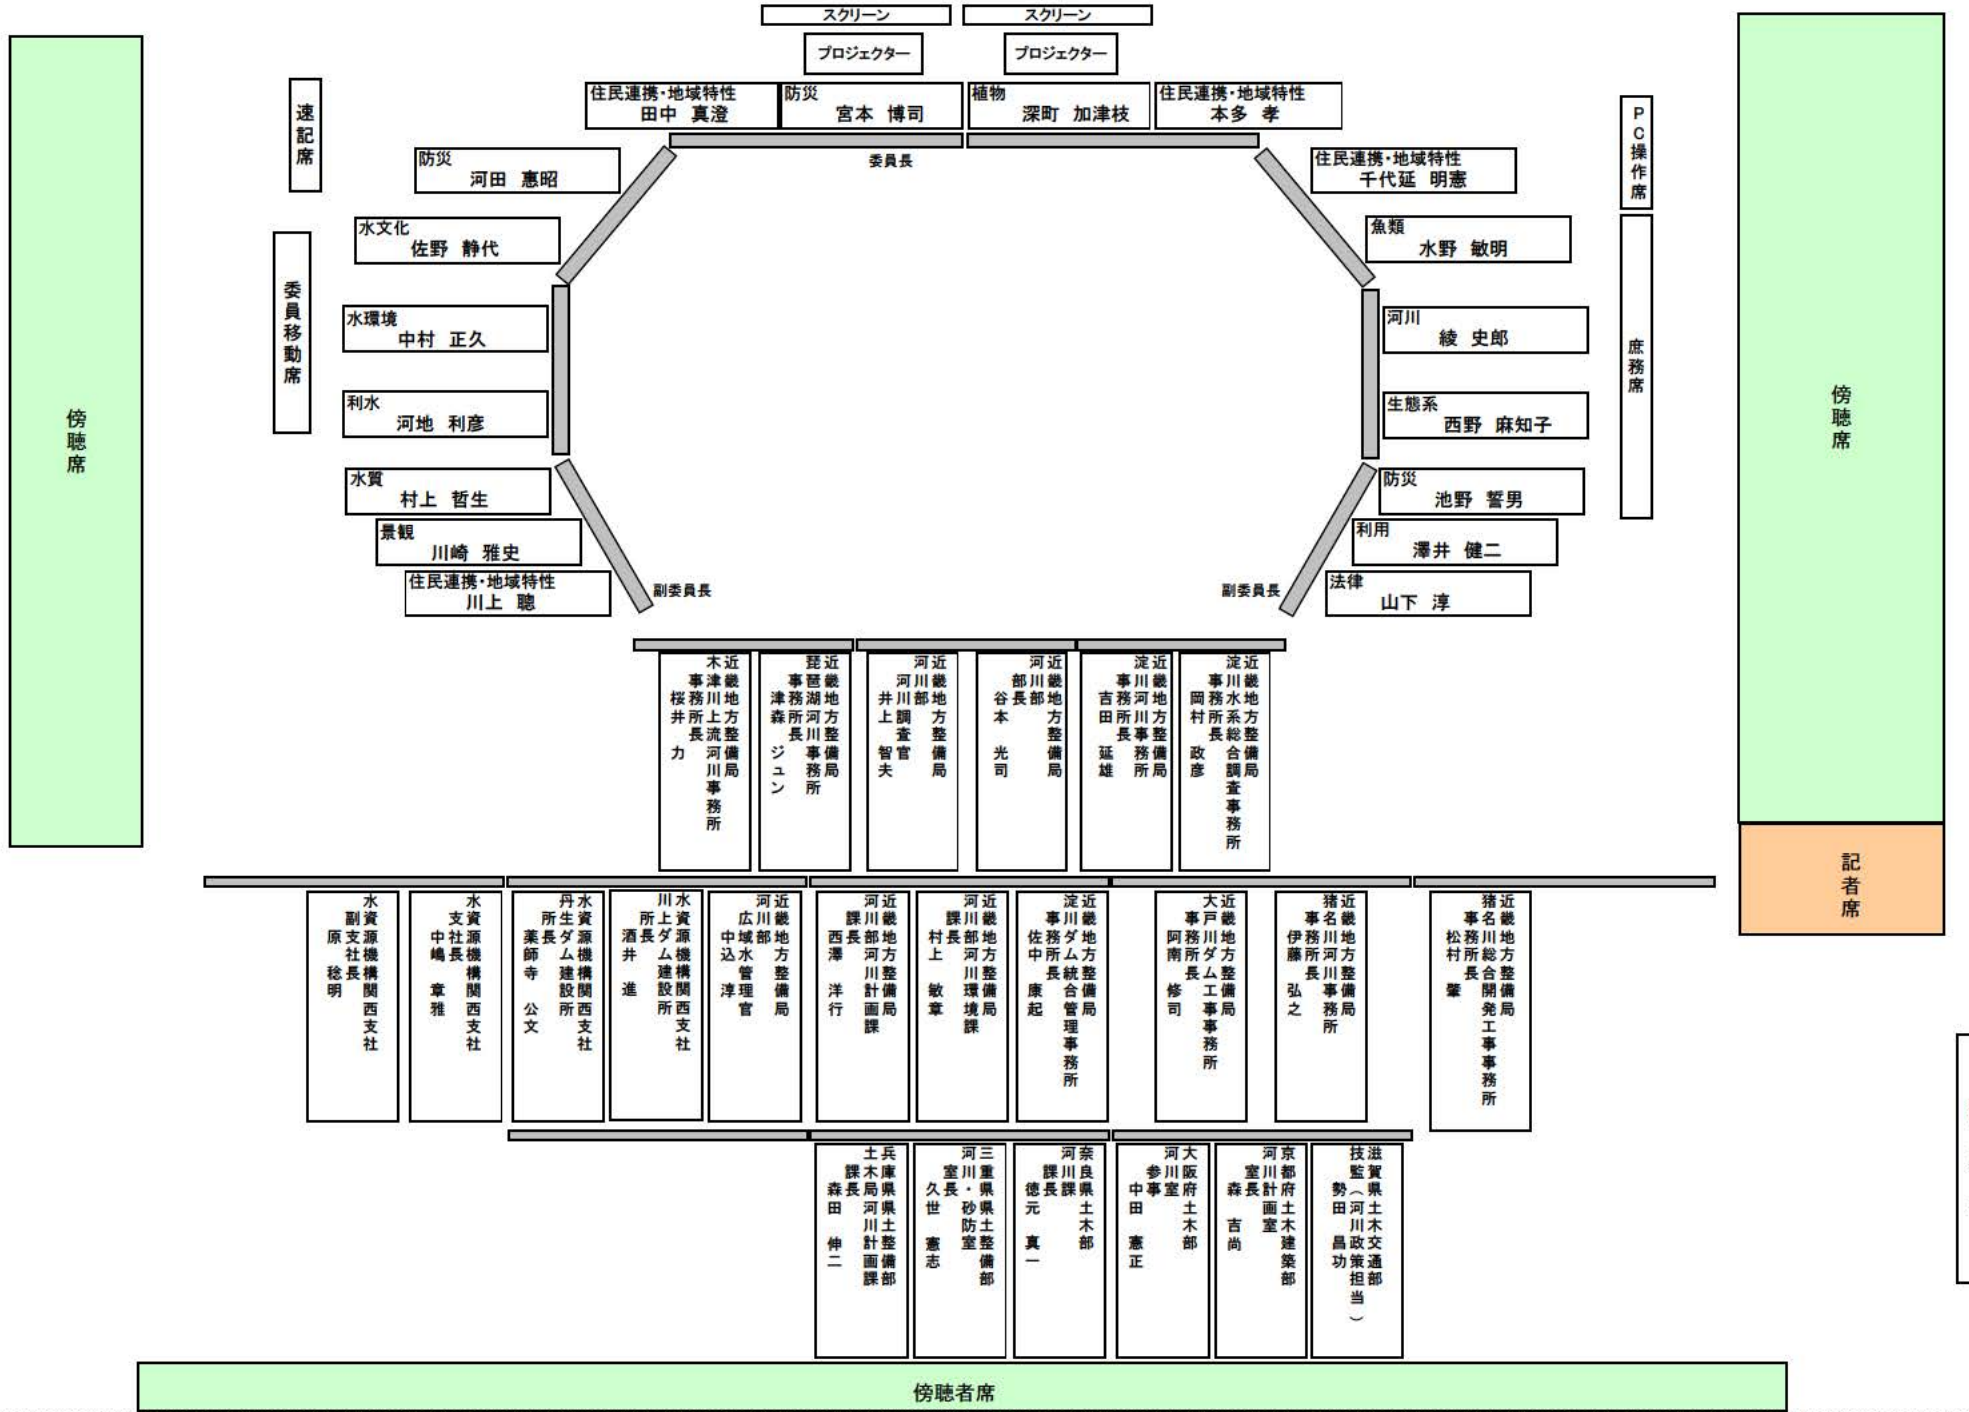 スクリーン
スクリーン
プロジェクター
プロジェクター
住民連携・地域特性
田中 真澄
防災
宮本 博司
植物
深町 加津枝
住民連携・地域特性
本多 孝
委員長
速記席
委員移動席
傍聴席
防災
河田 惠昭
水文化
佐野 静代
水環境
中村 正久
利水
河地 利彦
水質
村上 哲生
景観
川崎 雅史
住民連携・地域特性
川上 聰
副委員長
住民連携・地域特性
千代延 明憲
魚類
水野 敏明
河川
綾 史郎
生態系
西野 麻知子
防災
池野 誓男
利用
澤井 健二
法律
山下 淳
副委員長
PC操作席
庶務席
傍聴席
記者席
近畿地方整備局
木津川上流河川事務所
事務所長
桜井 力
近畿地方整備局
琵琶湖河川事務所
事務所長
津森 ジュン
近畿地方整備局
河川部
河川調査官
井上 智夫
近畿地方整備局
河川部
部長
谷本 光司
近畿地方整備局
淀川河川事務所
事務所長
吉田 延雄
近畿地方整備局
淀川水系総合調査事務所
事務所長
岡村 政彦
水資源機構関西支社
副支社長
原 稔明
水資源機構関西支社
支社長
中嶋 章雅
水資源機構関西支社
丹生ダム建設所
所長
薬師寺 公文
水資源機構関西支社
川上ダム建設所
所長
酒井 進
近畿地方整備局
河川部
広域水管理官
中込 淳
近畿地方整備局
河川部河川計画課
課長
西澤 洋行
近畿地方整備局
河川部河川環境課
課長
村上 敏章
近畿地方整備局
淀川ダム統合管理事務所
事務所長
佐中 康起
近畿地方整備局
大戸川ダム工事事務所
事務所長
阿南 修司
近畿地方整備局
猪名川河川事務所
事務所長
伊藤 弘之
近畿地方整備局
猪名川総合開発工事事務所
事務所長
松村 肇
兵庫県県土整備部
土木局河川計画課
課長
森田 伸二
三重県県土整備部
河川・砂防室
室長
久世 憲志
奈良県土木部
河川課
課長
徳元 真一
大阪府土木部
河川室
参事
中田 憲正
京都府土木建築部
河川計画室
室長
森 吉尚
滋賀県土木交通部
技監（河川政策担当）
勢田 昌功
傍聴者席